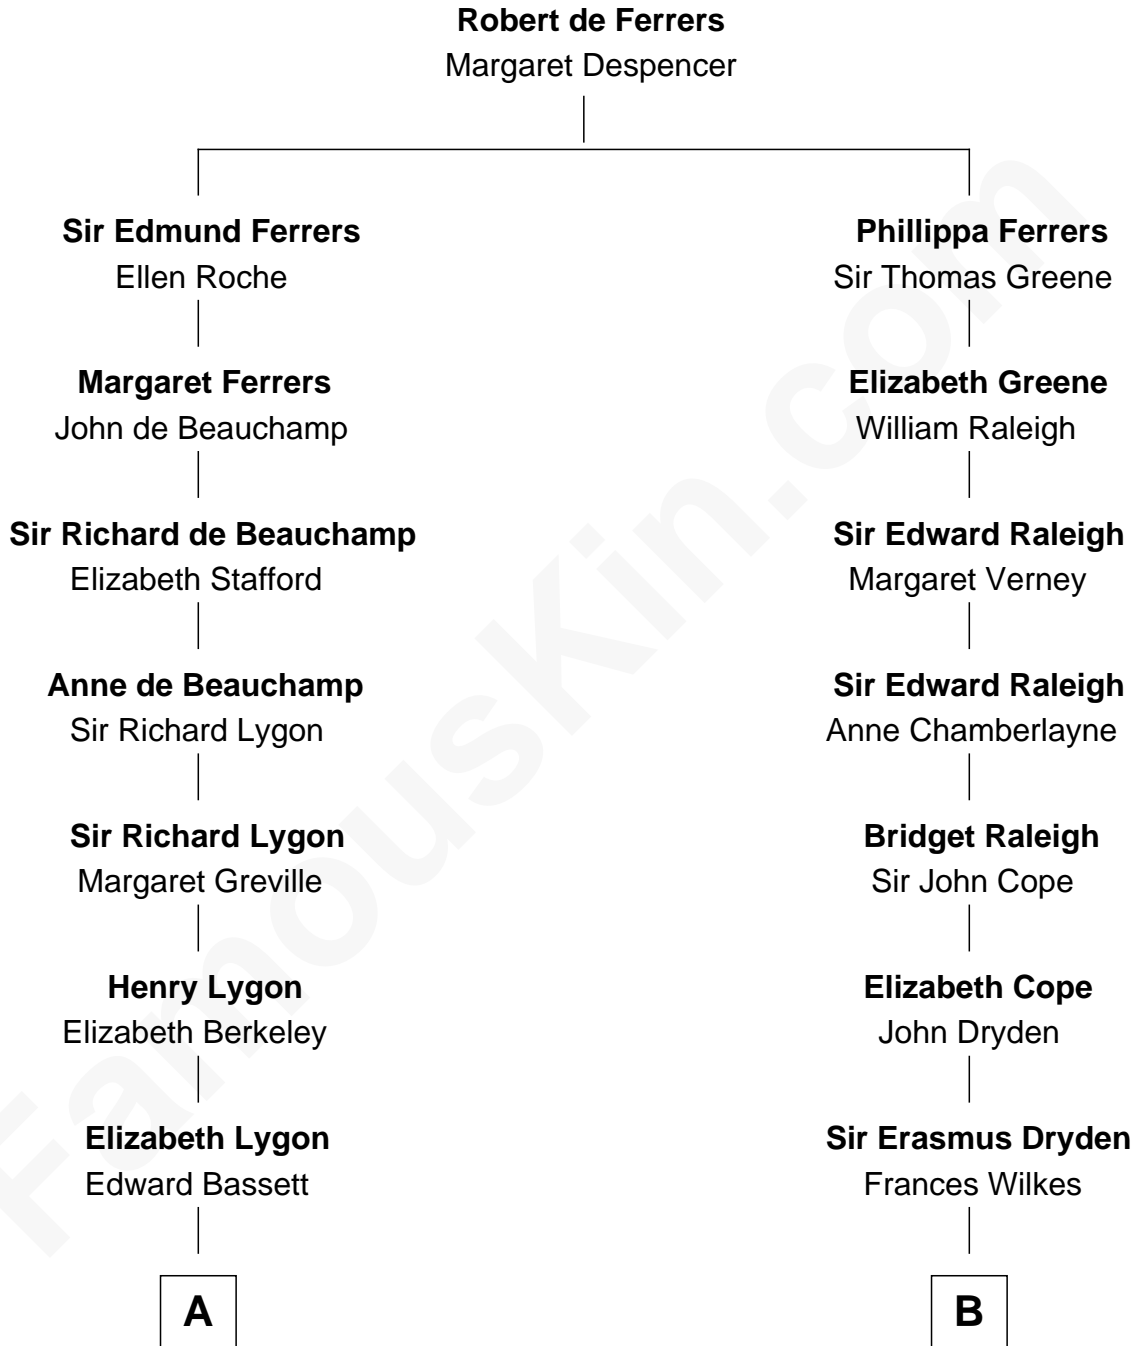 Robert de Ferrers
Margaret Despencer
Sir Edmund Ferrers
Ellen Roche
Margaret Ferrers
John de Beauchamp
Sir Richard de Beauchamp
Elizabeth Stafford
Anne de Beauchamp
Sir Richard Lygon
Sir Richard Lygon
Margaret Greville
Henry Lygon
Elizabeth Berkeley
Elizabeth Lygon
Edward Bassett
A
Phillippa Ferrers
Sir Thomas Greene
Elizabeth Greene
William Raleigh
Sir Edward Raleigh
Margaret Verney
Sir Edward Raleigh
Anne Chamberlayne
Bridget Raleigh
Sir John Cope
Elizabeth Cope
John Dryden
Sir Erasmus Dryden
Frances Wilkes
B
FamousKin.com